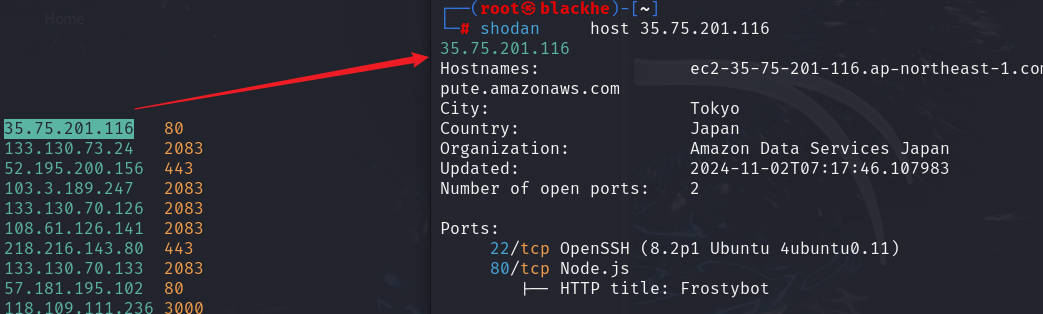 Home
35.75.201.116 80
133.130.73.24 2083
52.195.200.156 443
103.3.189.247 2083
133.130.70.126 2083
108.61.126.141 2083
218.216.143.80 443
133.130.70.133 2083
57.181.195.102 80
118.109.111.236 3000
┌──(root㉿blackhe)-[~]
└─# shodan host 35.75.201.116
35.75.201.116
Hostnames: ec2-35-75-201-116.ap-northeast-1.com
pute.amazonaws.com
City: Tokyo
Country: Japan
Organization: Amazon Data Services Japan
Updated: 2024-11-02T07:17:46.107983
Number of open ports: 2
Ports:
22/tcp OpenSSH (8.2p1 Ubuntu 4ubuntu0.11)
80/tcp Node.js
├── HTTP title: Frostybot